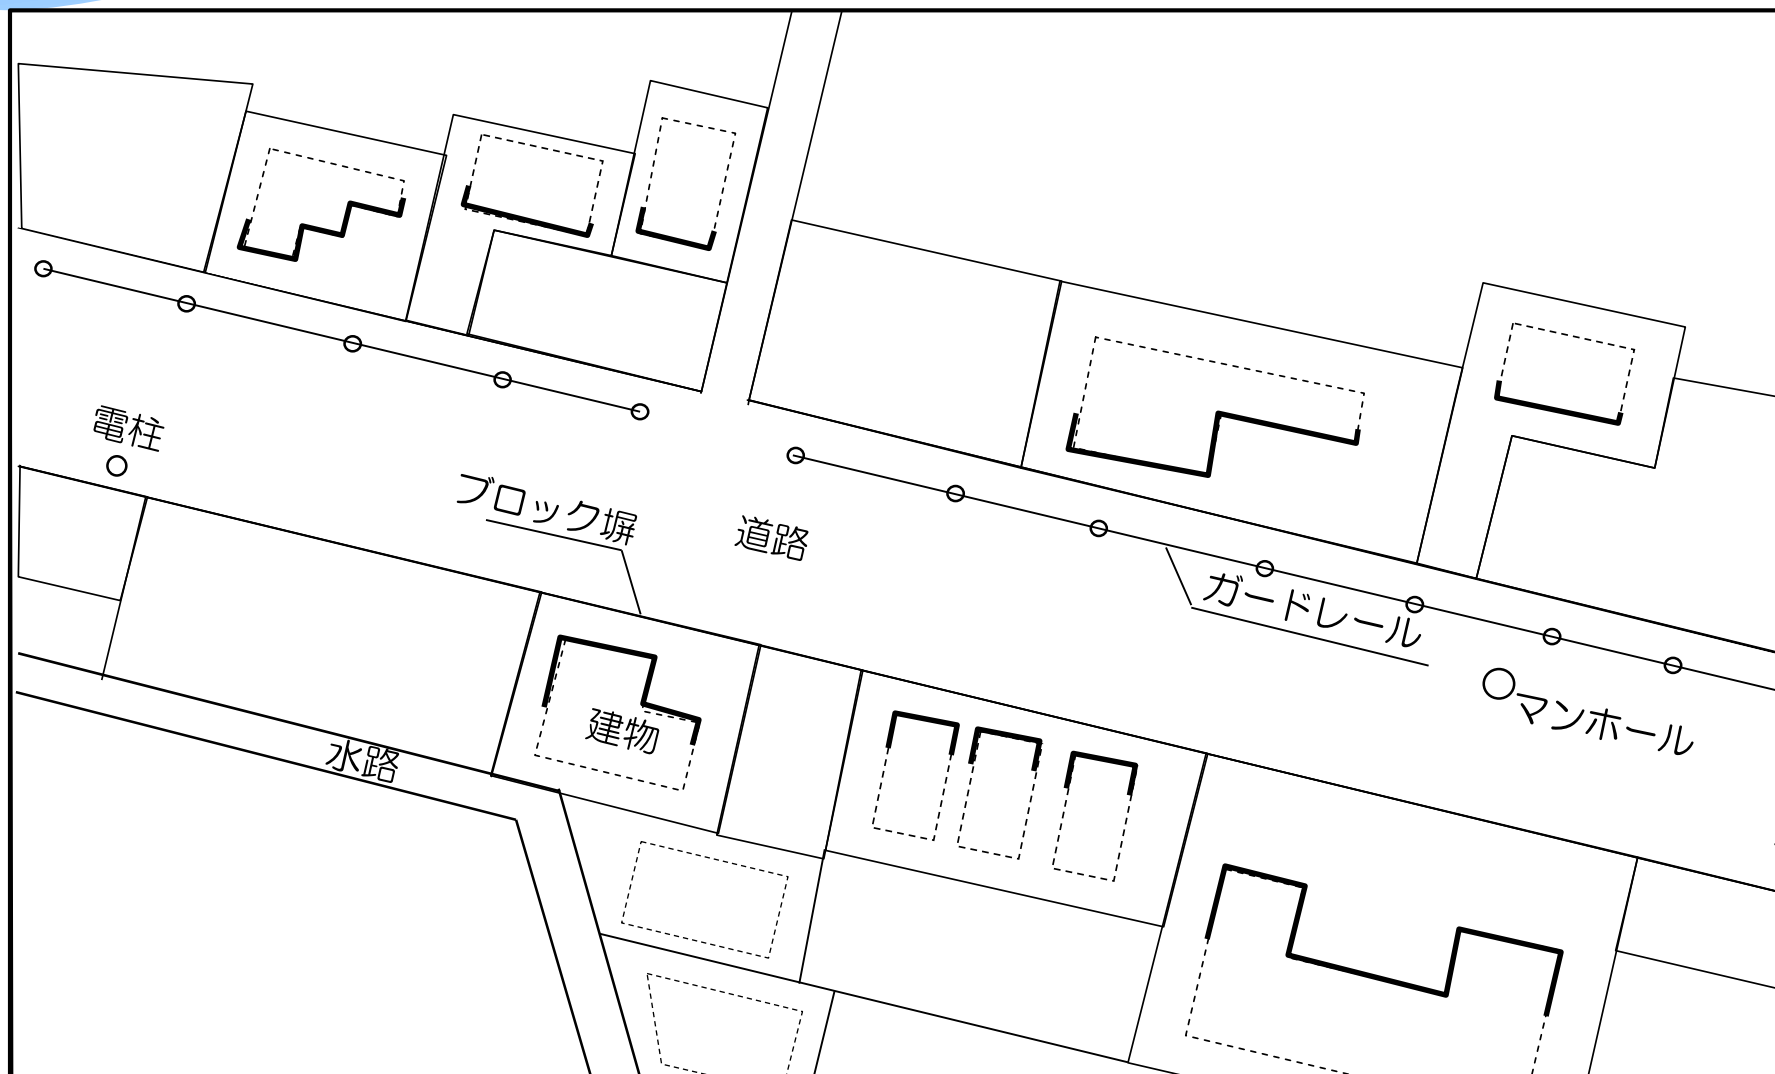 電柱
ブロック塀
道路
ガードレール
マンホール
建物
水路